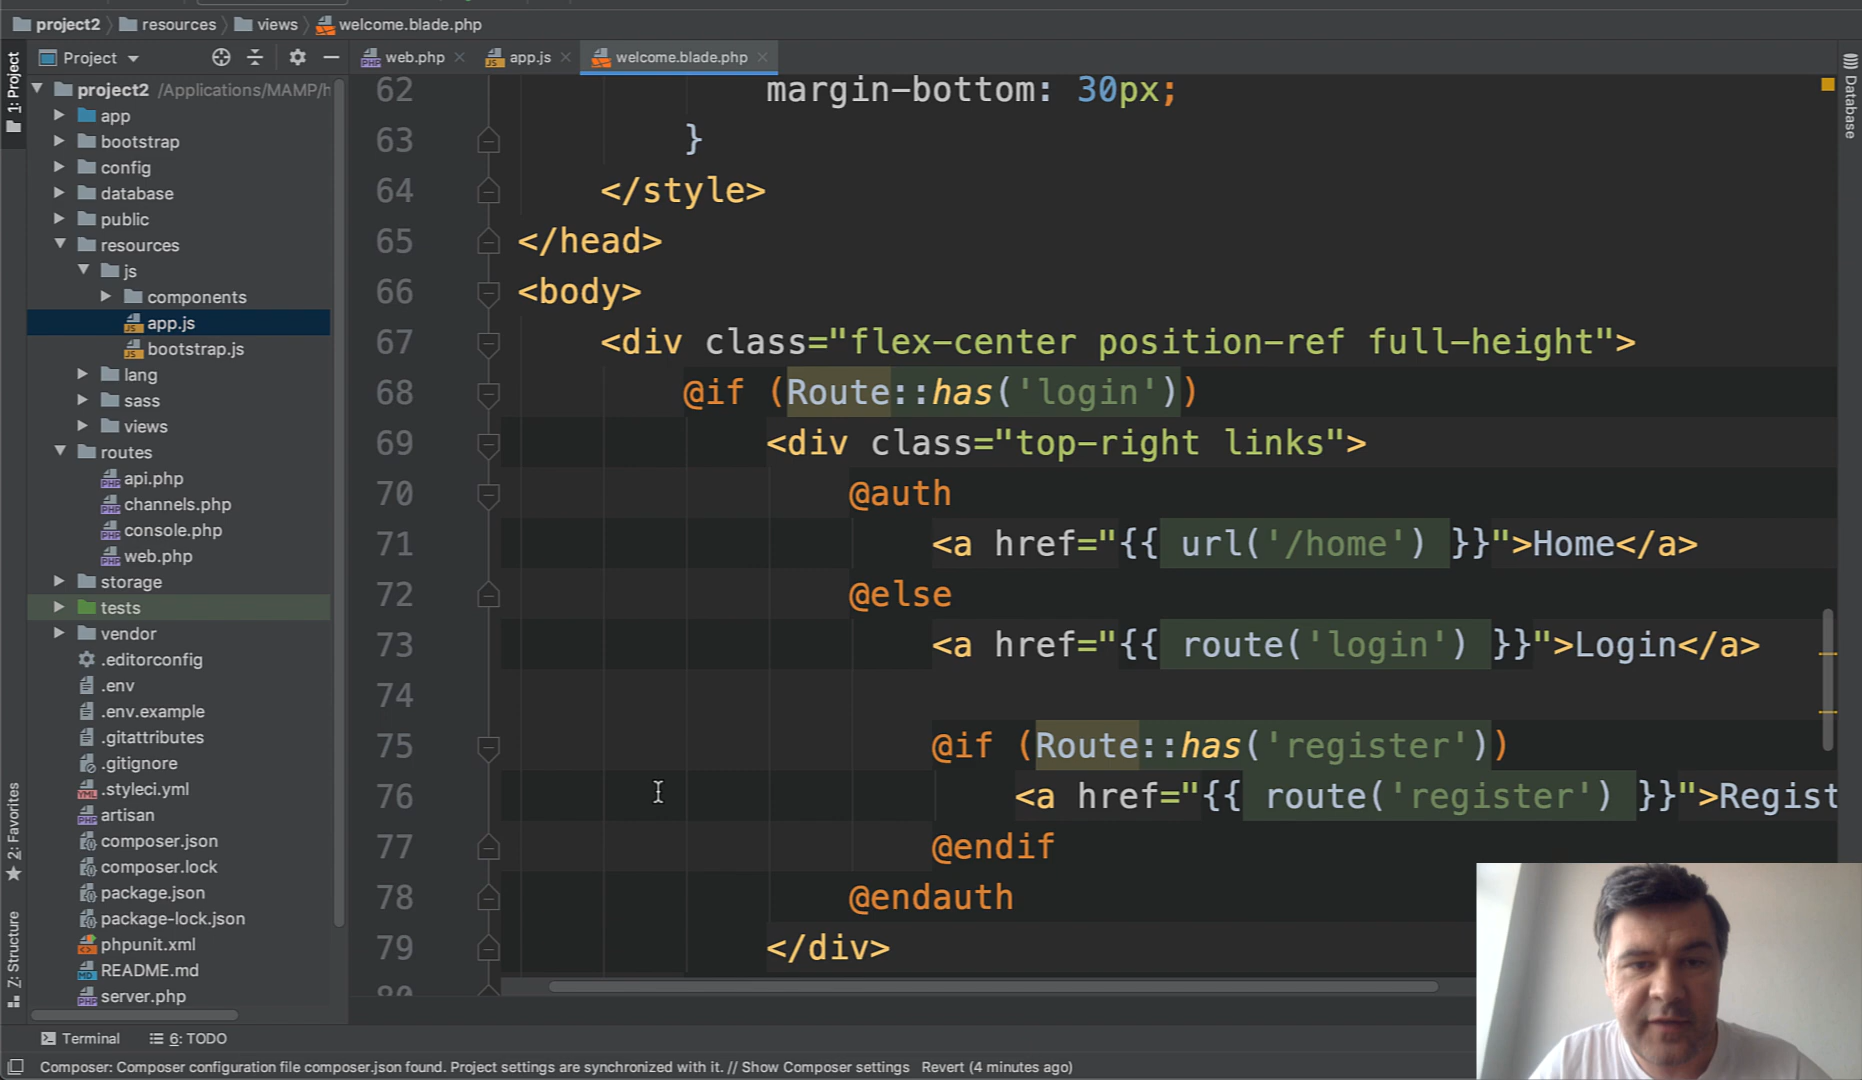 project2 resources views welcome.blade.php
Project
web.php app.js welcome.blade.php
1: Project
project2 /Applications/MAMP/h
app
bootstrap
config
database
public
resources
js
components
app.js
bootstrap.js
lang
sass
views
routes
api.php
channels.php
console.php
web.php
storage
tests
vendor
.editorconfig
.env
.env.example
.gitattributes
.gitignore
.styleci.yml
artisan
composer.json
composer.lock
package.json
package-lock.json
phpunit.xml
README.md
server.php
2: Favorites
Z: Structure
62 margin-bottom: 30px;
63 }
64 </style>
65 </head>
66 <body>
67 <div class="flex-center position-ref full-height">
68 @if (Route::has('login'))
69 <div class="top-right links">
70 @auth
71 <a href="{{ url('/home') }}">Home</a>
72 @else
73 <a href="{{ route('login') }}">Login</a>
74
75 @if (Route::has('register'))
76 <a href="{{ route('register') }}">Regist
77 @endif
78 @endauth
79 </div>
80
Database
Terminal 6: TODO
Composer: Composer configuration file composer.json found. Project settings are synchronized with it. // Show Composer settings Revert (4 minutes ago)